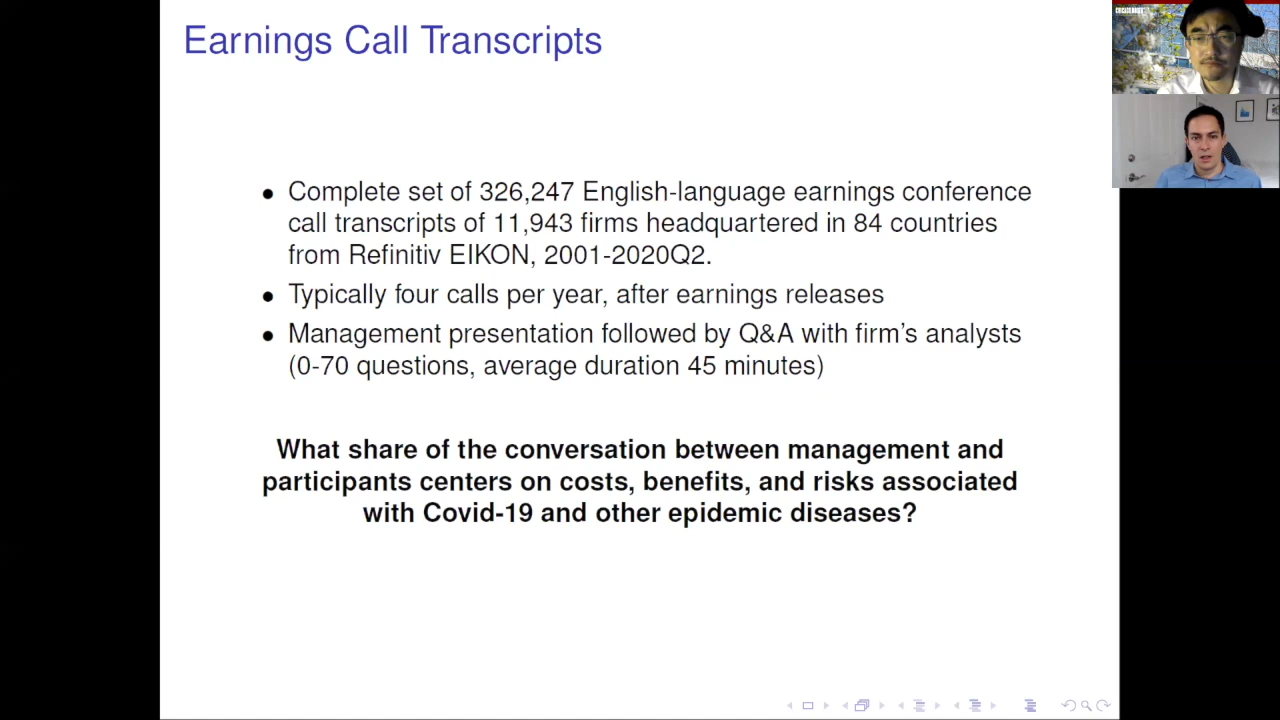 Earnings Call Transcripts
Complete set of 326,247 English-language earnings conference
call transcripts of 11,943 firms headquartered in 84 countries
from Refinitiv EIKON, 2001-2020Q2.
Typically four calls per year, after earnings releases
Management presentation followed by Q&A with firm's analysts
(0-70 questions, average duration 45 minutes)
What share of the conversation between management and
participants centers on costs, benefits, and risks associated
with Covid-19 and other epidemic diseases?